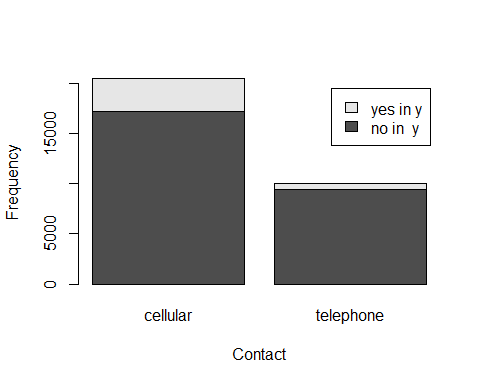 Frequency
15000
5000
0
yes in y
no in  y
cellular
telephone
Contact